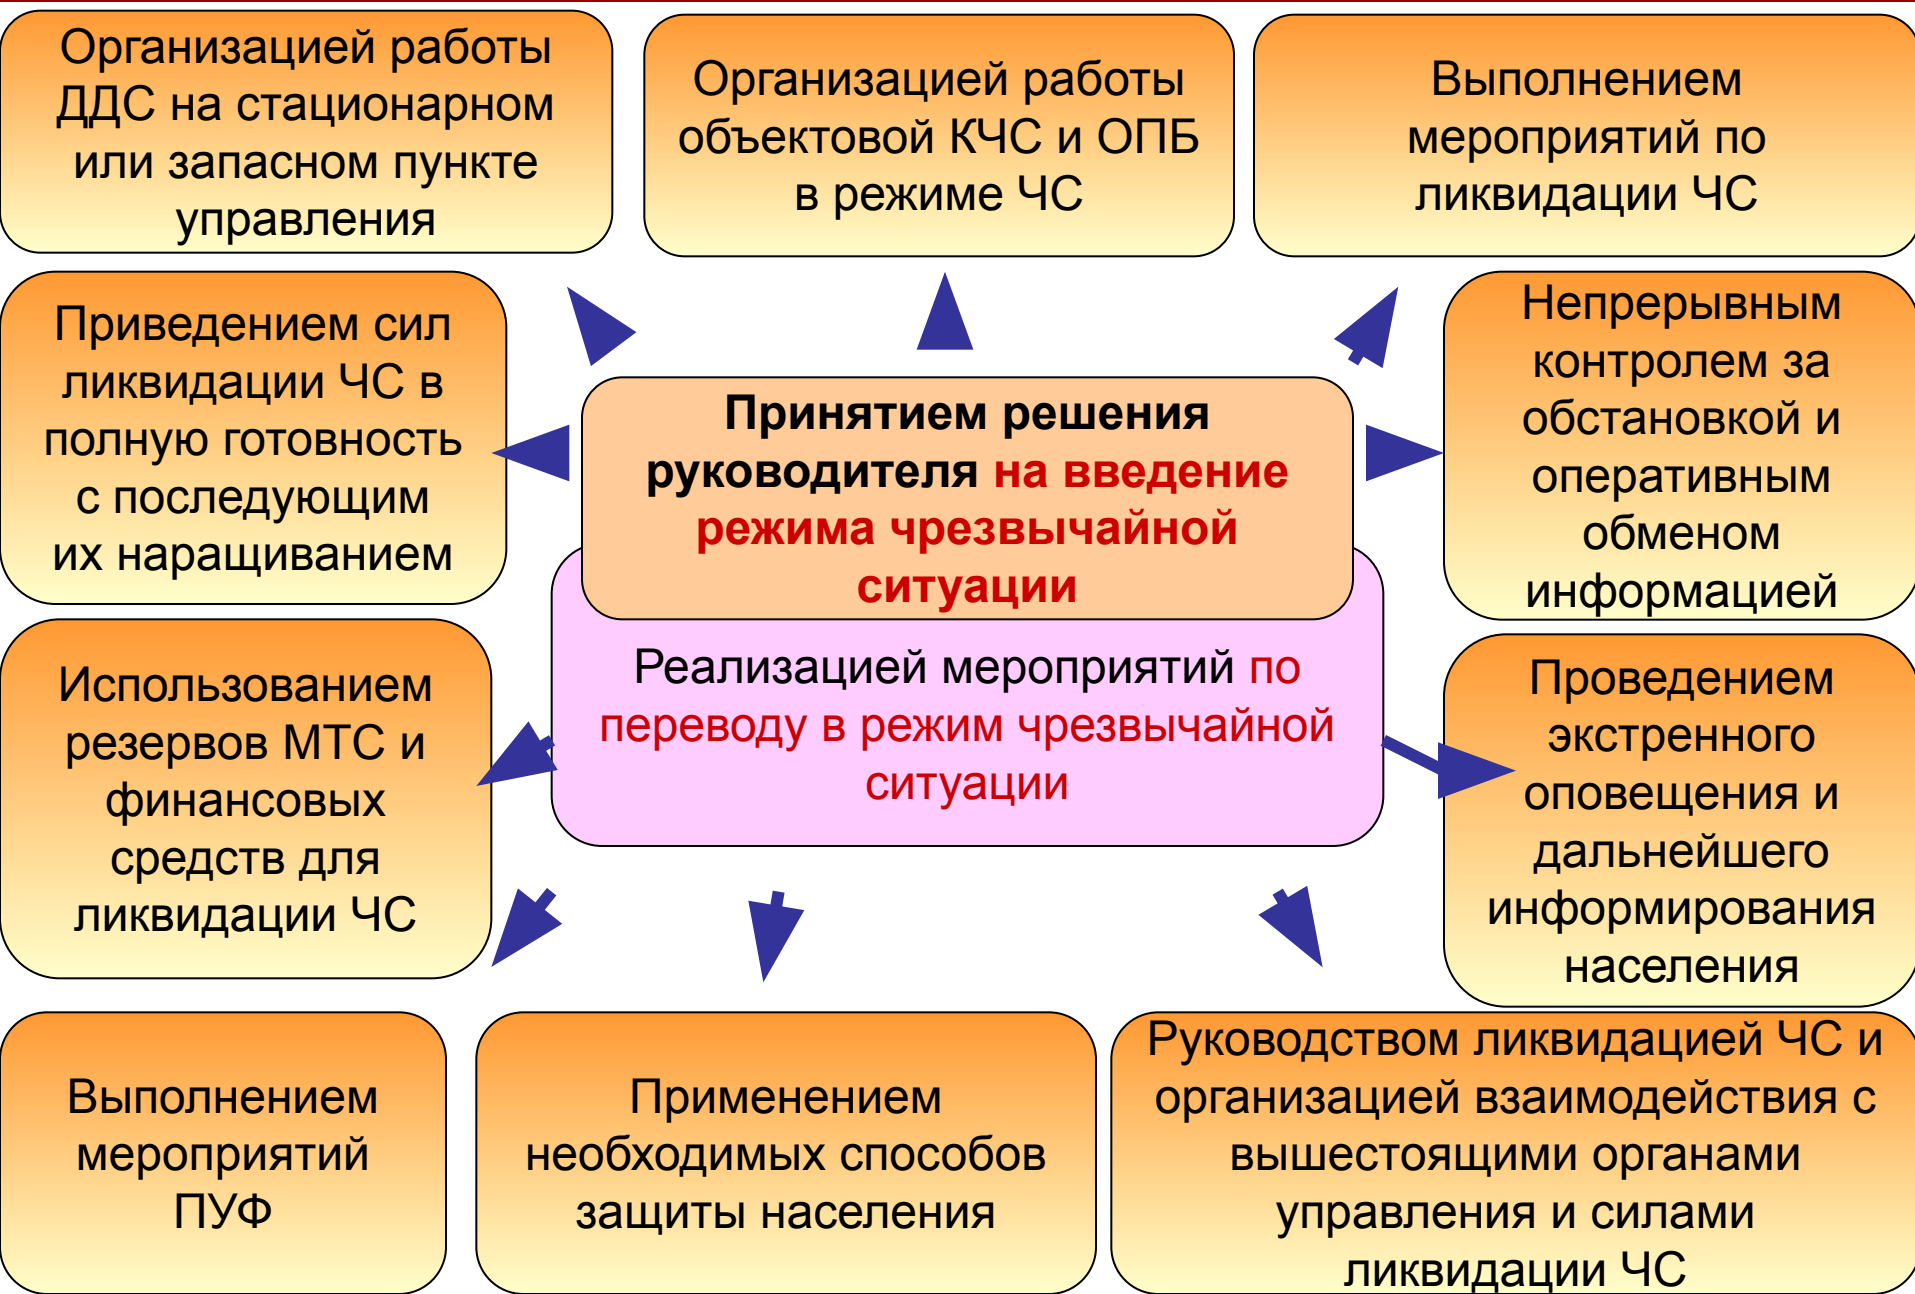 Организацией работы
ДДС на стационарном
или запасном пункте
управления
Организацией работы
объектовой КЧС и ОПБ
в режиме ЧС
Выполнением
мероприятий по
ликвидации ЧС
Приведением сил
ликвидации ЧС в
полную готовность
с последующим
их наращиванием
Принятием решения
руководителя на введение
режима чрезвычайной
ситуации
Непрерывным
контролем за
обстановкой и
оперативным
обменом
информацией
Реализацией мероприятий по
переводу в режим чрезвычайной
ситуации
Использованием
резервов МТС и
финансовых
средств для
ликвидации ЧС
Проведением
экстренного
оповещения и
дальнейшего
информирования
населения
Выполнением
мероприятий
ПУФ
Применением
необходимых способов
защиты населения
Руководством ликвидацией ЧС и
организацией взаимодействия с
вышестоящими органами
управления и силами
ликвидации ЧС